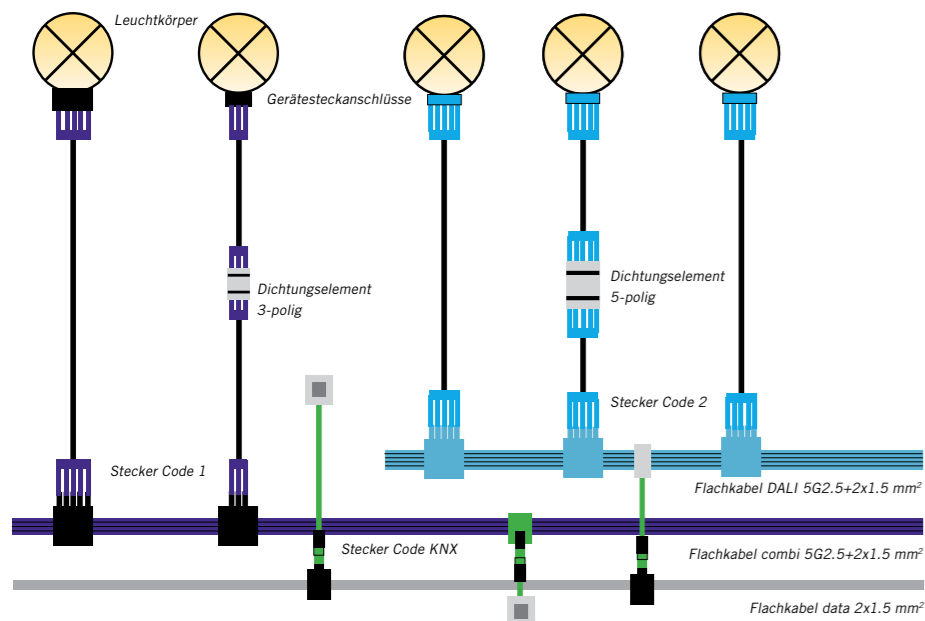 Leuchtkörper
Gerätesteckanschlüsse
Dichtungselement
3-polig
Dichtungselement
5-polig
Stecker Code 2
Stecker Code 1
Flachkabel DALI 5G2.5+2x1.5 mm²
Stecker Code KNX
Flachkabel combi 5G2.5+2x1.5 mm²
Flachkabel data 2x1.5 mm²